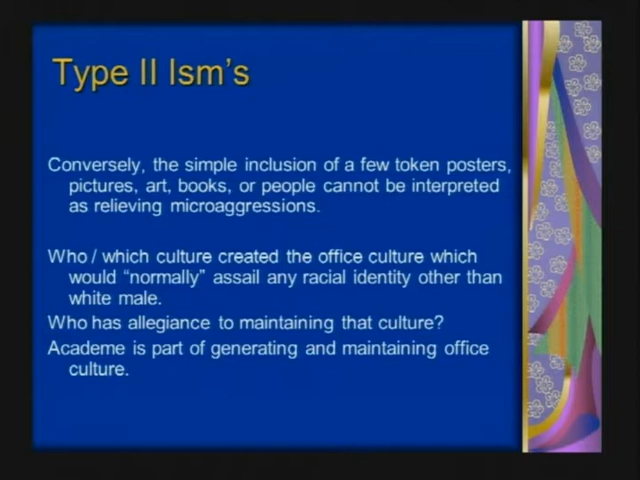 Type II Ism's
Conversely, the simple inclusion of a few token posters,
pictures, art, books, or people cannot be interpreted
as relieving microaggressions.
Who / which culture created the office culture which
would “normally” assail any racial identity other than
white male.
Who has allegiance to maintaining that culture?
Academe is part of generating and maintaining office
culture.